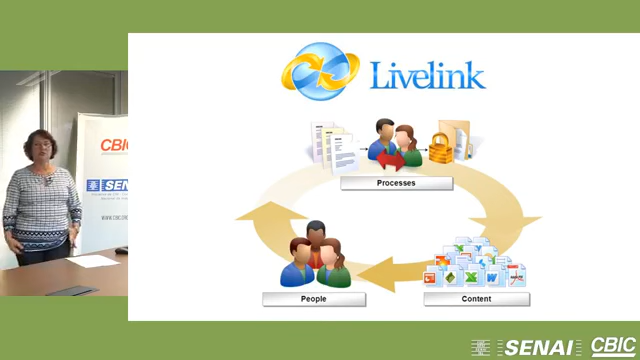 Livelink
Processes
People
Content
CBIC
SENAI
SENAI
CBIC